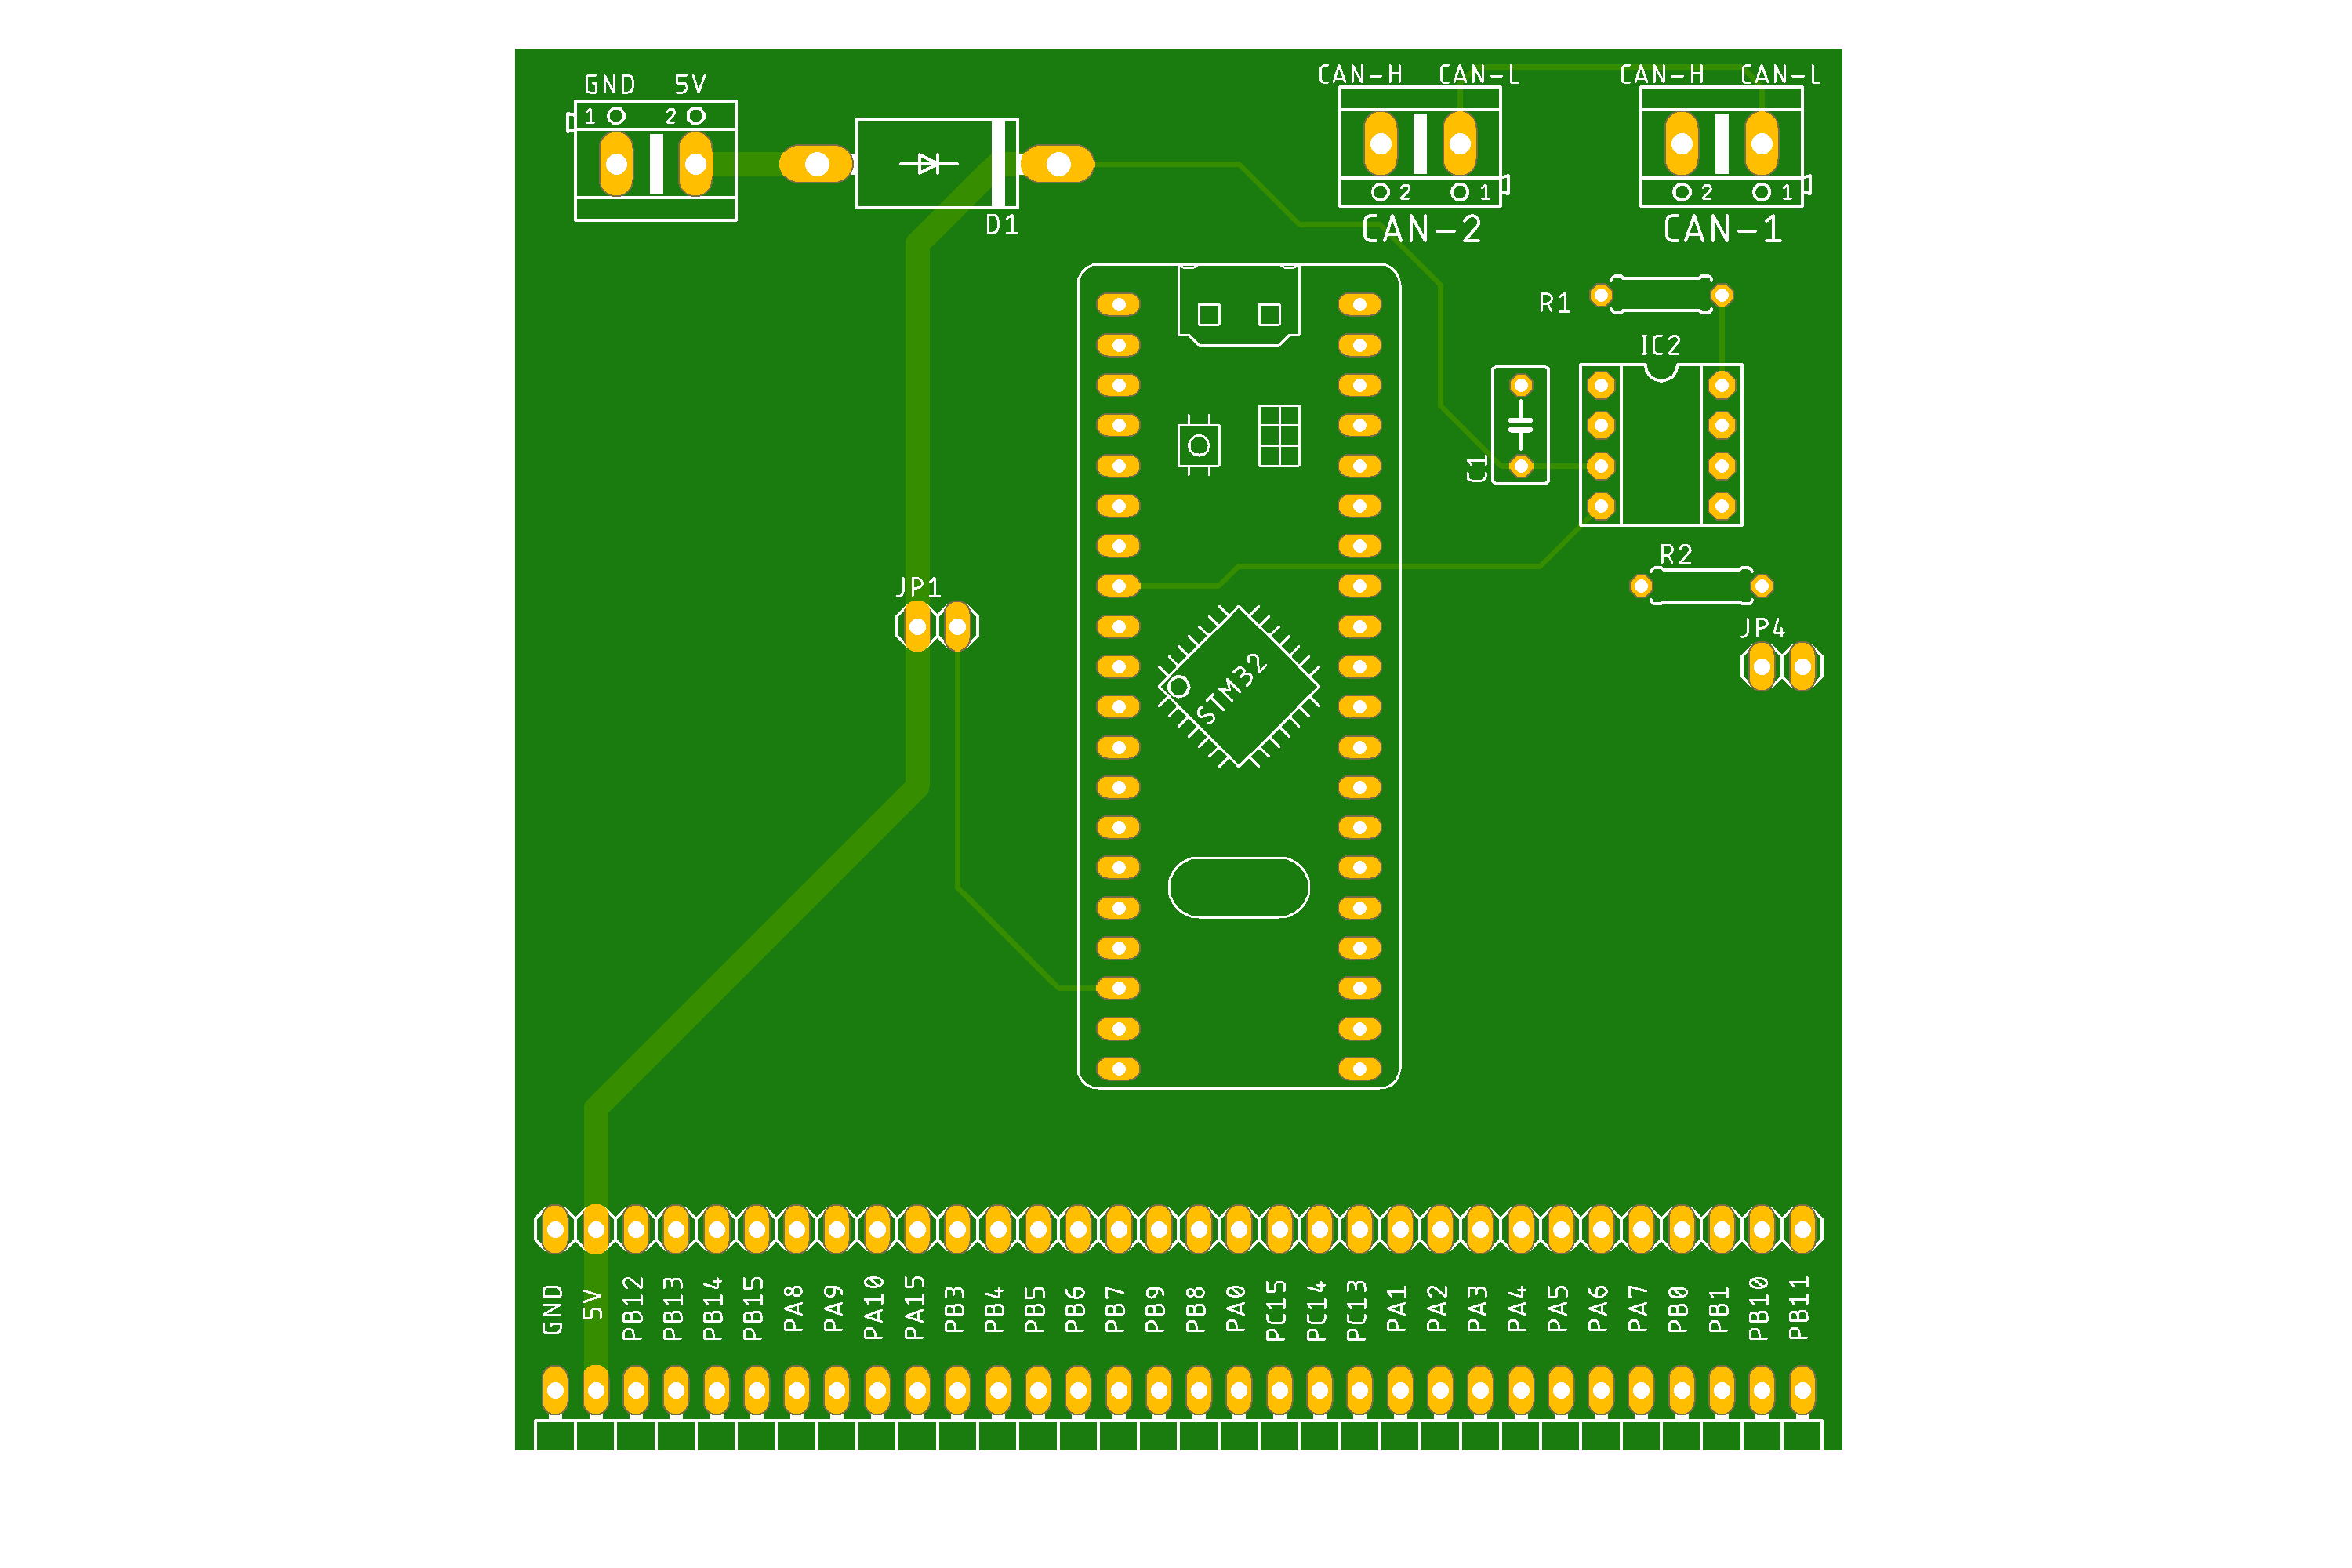 GND 5V
1 2
D1
CAN-H CAN-L
2 1
CAN-2
CAN-H CAN-L
2 1
CAN-1
R1
IC2
C1
R2
JP1
JP4
STM32
GND 5V PB12 PB13 PB14 PB15 PA8 PA9 PA10 PA15 PB3 PB4 PB5 PB6 PB7 PB9 PB8 PA0 PC15 PC14 PC13 PA1 PA2 PA3 PA4 PA5 PA6 PA7 PB0 PB1 PB10 PB11